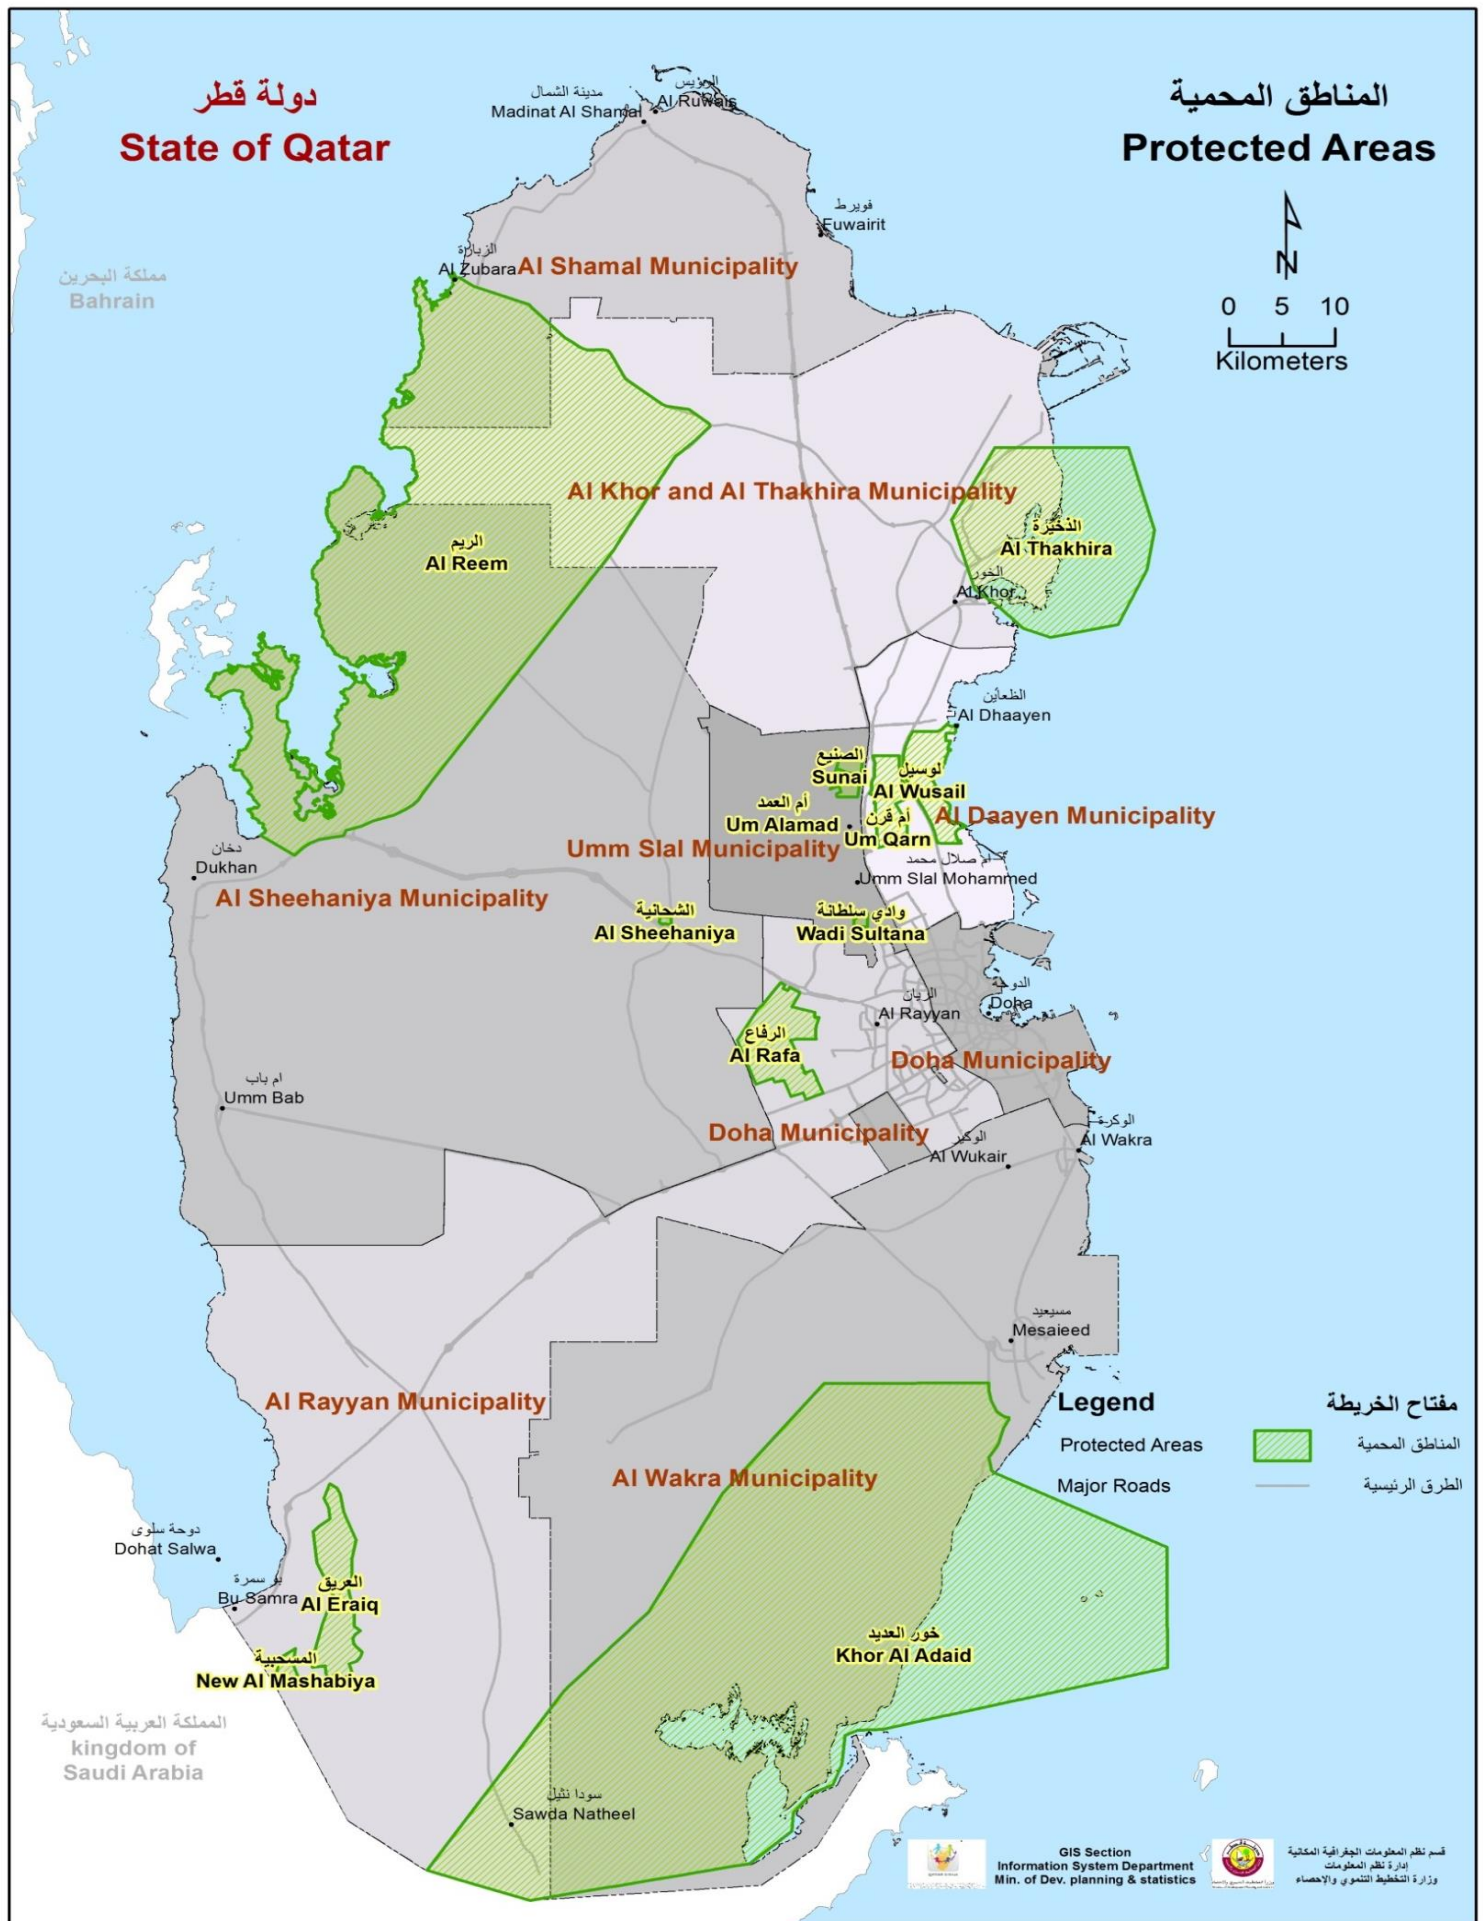 دولة قطر
State of Qatar
المناطق المحمية
Protected Areas
N
0 5 10
Kilometers
مدينة الشمال
Madinat Al Shamal
الرويس
Al Ruwais
فويرط
Fuwairit
الزبارة
Al Zubara
Al Shamal Municipality
مملكة البحرين
Bahrain
Al Khor and Al Thakhira Municipality
الذخيرة
Al Thakhira
الريم
Al Reem
الخور
Al Khor
الظعاين
Al Dhaayen
الصنيع
Sunai
لوسيل
Al Wusail
أم العمد
Um Alamad
أم قرن
Um Qarn
Al Daayen Municipality
Umm Slal Municipality
دخان
Dukhan
ام صلال محمد
Umm Slal Mohammed
Al Sheehaniya Municipality
الشحانية
Al Sheehaniya
وادي سلطانة
Wadi Sultana
الريان
Al Rayyan
الدوحة
Doha
الرفاع
Al Rafa
Doha Municipality
ام باب
Umm Bab
Doha Municipality
الوكير
Al Wukair
الوكرة
Al Wakra
مسيعيد
Mesaieed
Al Rayyan Municipality
Al Wakra Municipality
Legend
مفتاح الخريطة
Protected Areas
المناطق المحمية
Major Roads
الطرق الرئيسية
دوحة سلوى
Dohat Salwa
بو سمرة
Bu Samra
العريق
Al Eraiq
المسحبية
New Al Mashabiya
خور العديد
Khor Al Adaid
المملكة العربية السعودية
kingdom of
Saudi Arabia
سودا نثيل
Sawda Natheel
GIS Section
Information System Department
Min. of Dev. planning & statistics
قسم نظم المعلومات الجغرافية المكانية
إدارة نظم المعلومات
وزارة التخطيط التنموي والإحصاء